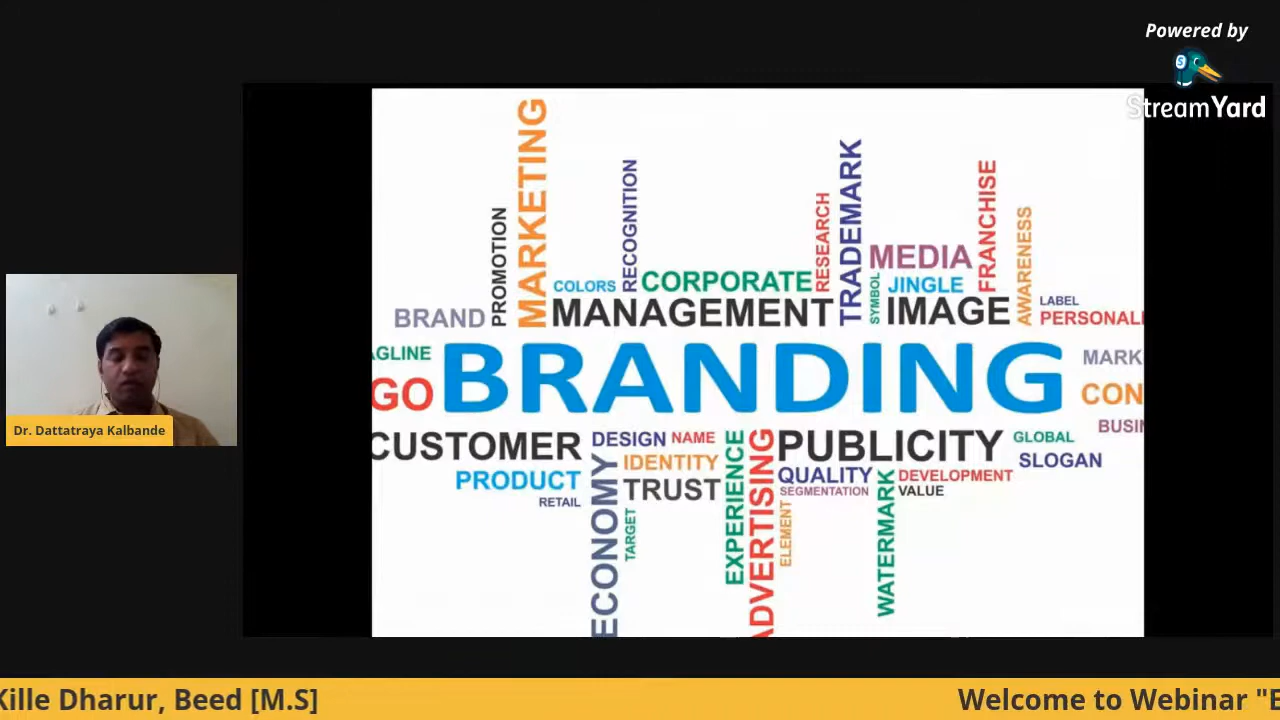 Powered by
StreamYard
MARKETING
PROMOTION
RECOGNITION
COLORS
CORPORATE
RESEARCH
TRADEMARK
MEDIA
FRANCHISE
AWARENESS
SYMBOL
JINGLE
BRAND
MANAGEMENT
IMAGE
LABEL
PERSONALI
AGLINE
GO
BRANDING
MARK
CON
BUSIN
CUSTOMER
DESIGN
NAME
PUBLICITY
GLOBAL
SLOGAN
PRODUCT
IDENTITY
QUALITY
DEVELOPMENT
RETAIL
TRUST
SEGMENTATION
VALUE
ECONOMY
TARGET
EXPERIENCE
ADVERTISING
ELEMENT
WATERMARK
Dr. Dattatraya Kalbande
Kille Dharur, Beed [M.S]
Welcome to Webinar "E